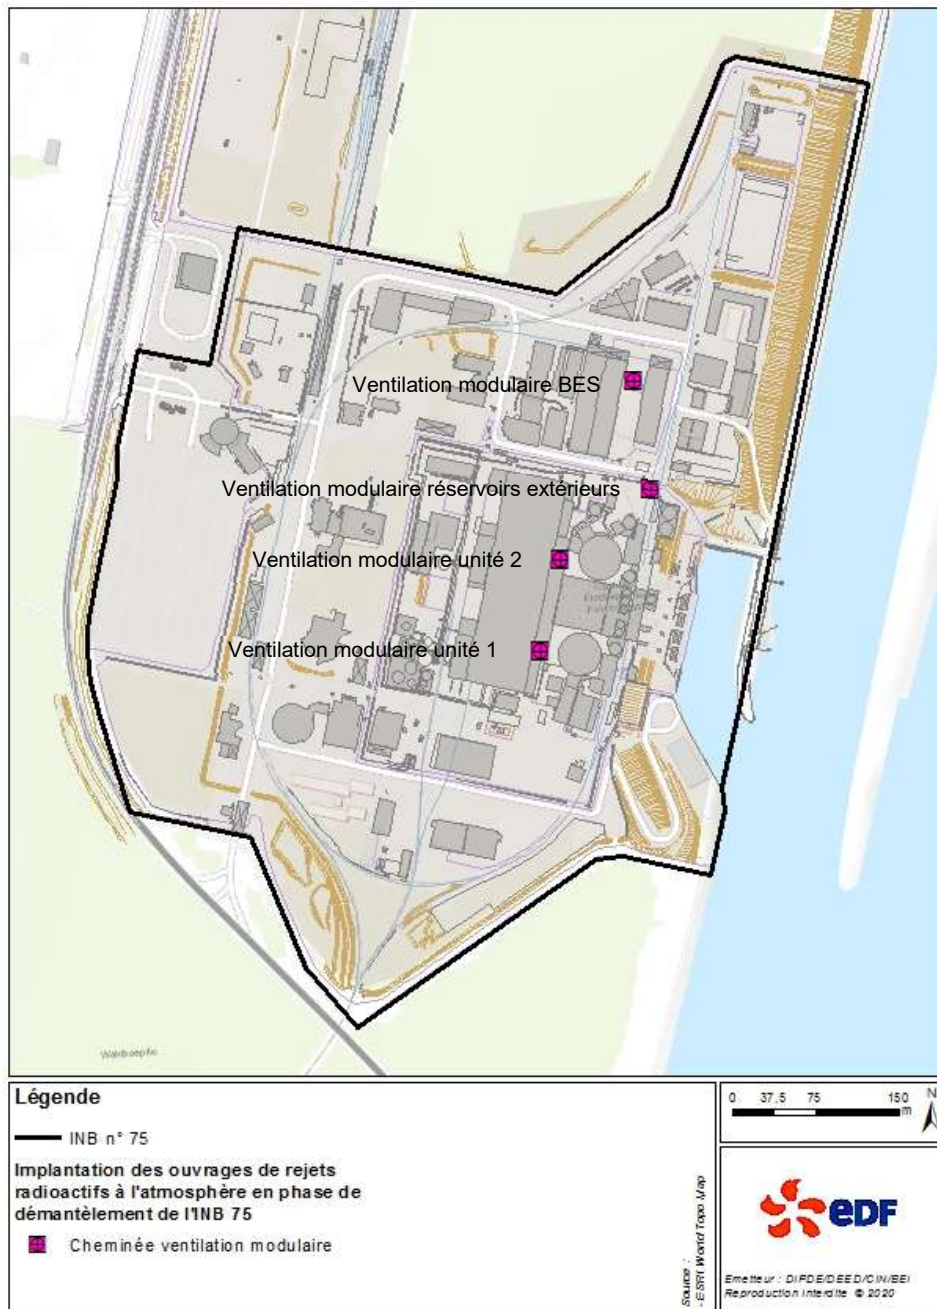 Ventilation modulaire BES
Ventilation modulaire réservoirs extérieurs
Ventilation modulaire unité 2
Ventilation modulaire unité 1
Légende
INB n° 75
Implantation des ouvrages de rejets
radioactifs à l'atmosphère en phase de
démantèlement de l'INB 75
Cheminée ventilation modulaire
Source :
- ESRI World Topo Map
0 37,5 75 150
m
N
edf
Emetteur : DIPDE/DEED/CIN/BEI
Reproduction interdite © 2020